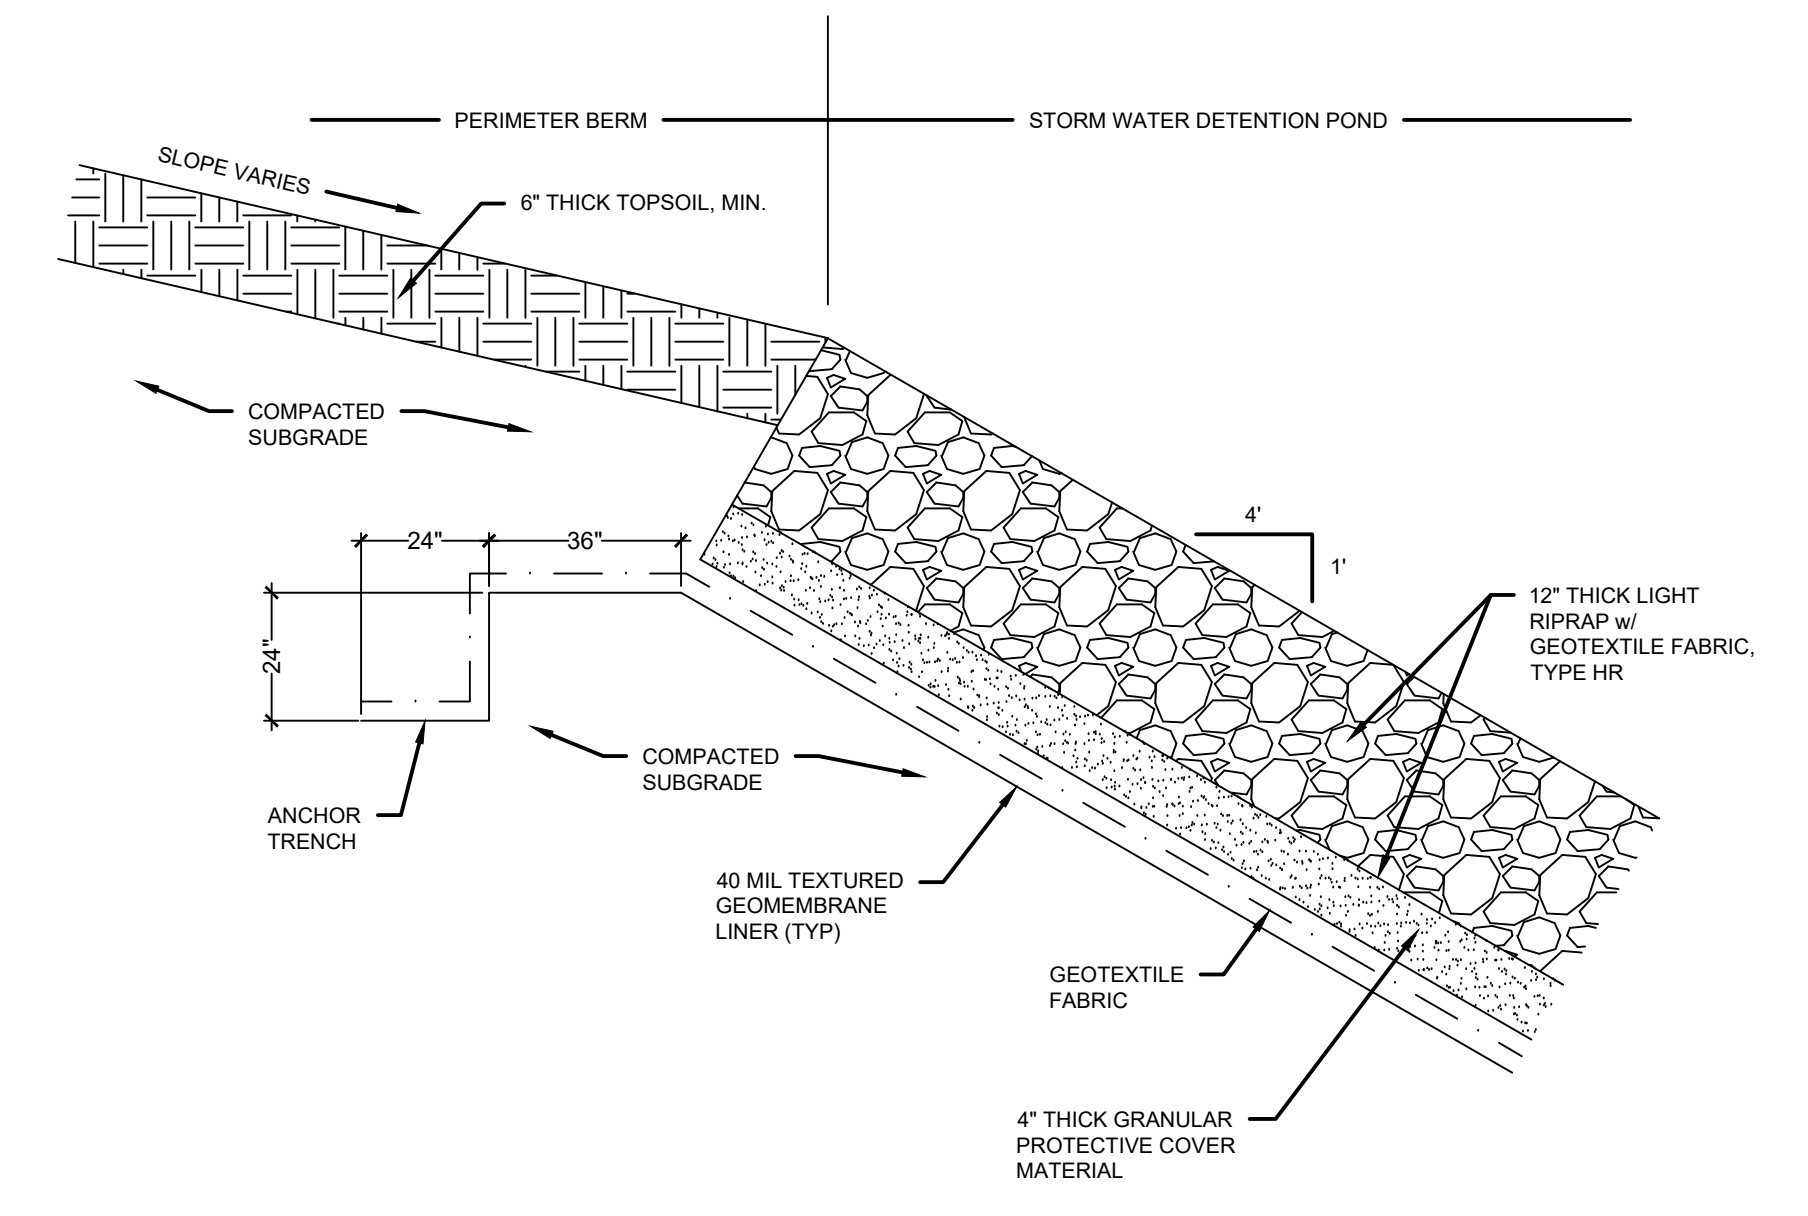 PERIMETER BERM
STORM WATER DETENTION POND
SLOPE VARIES
6" THICK TOPSOIL, MIN.
COMPACTED
SUBGRADE
4'
1'
24"
36"
24"
12" THICK LIGHT
RIPRAP w/
GEOTEXTILE FABRIC,
TYPE HR
COMPACTED
SUBGRADE
ANCHOR
TRENCH
40 MIL TEXTURED
GEOMEMBRANE
LINER (TYP)
GEOTEXTILE
FABRIC
4" THICK GRANULAR
PROTECTIVE COVER
MATERIAL